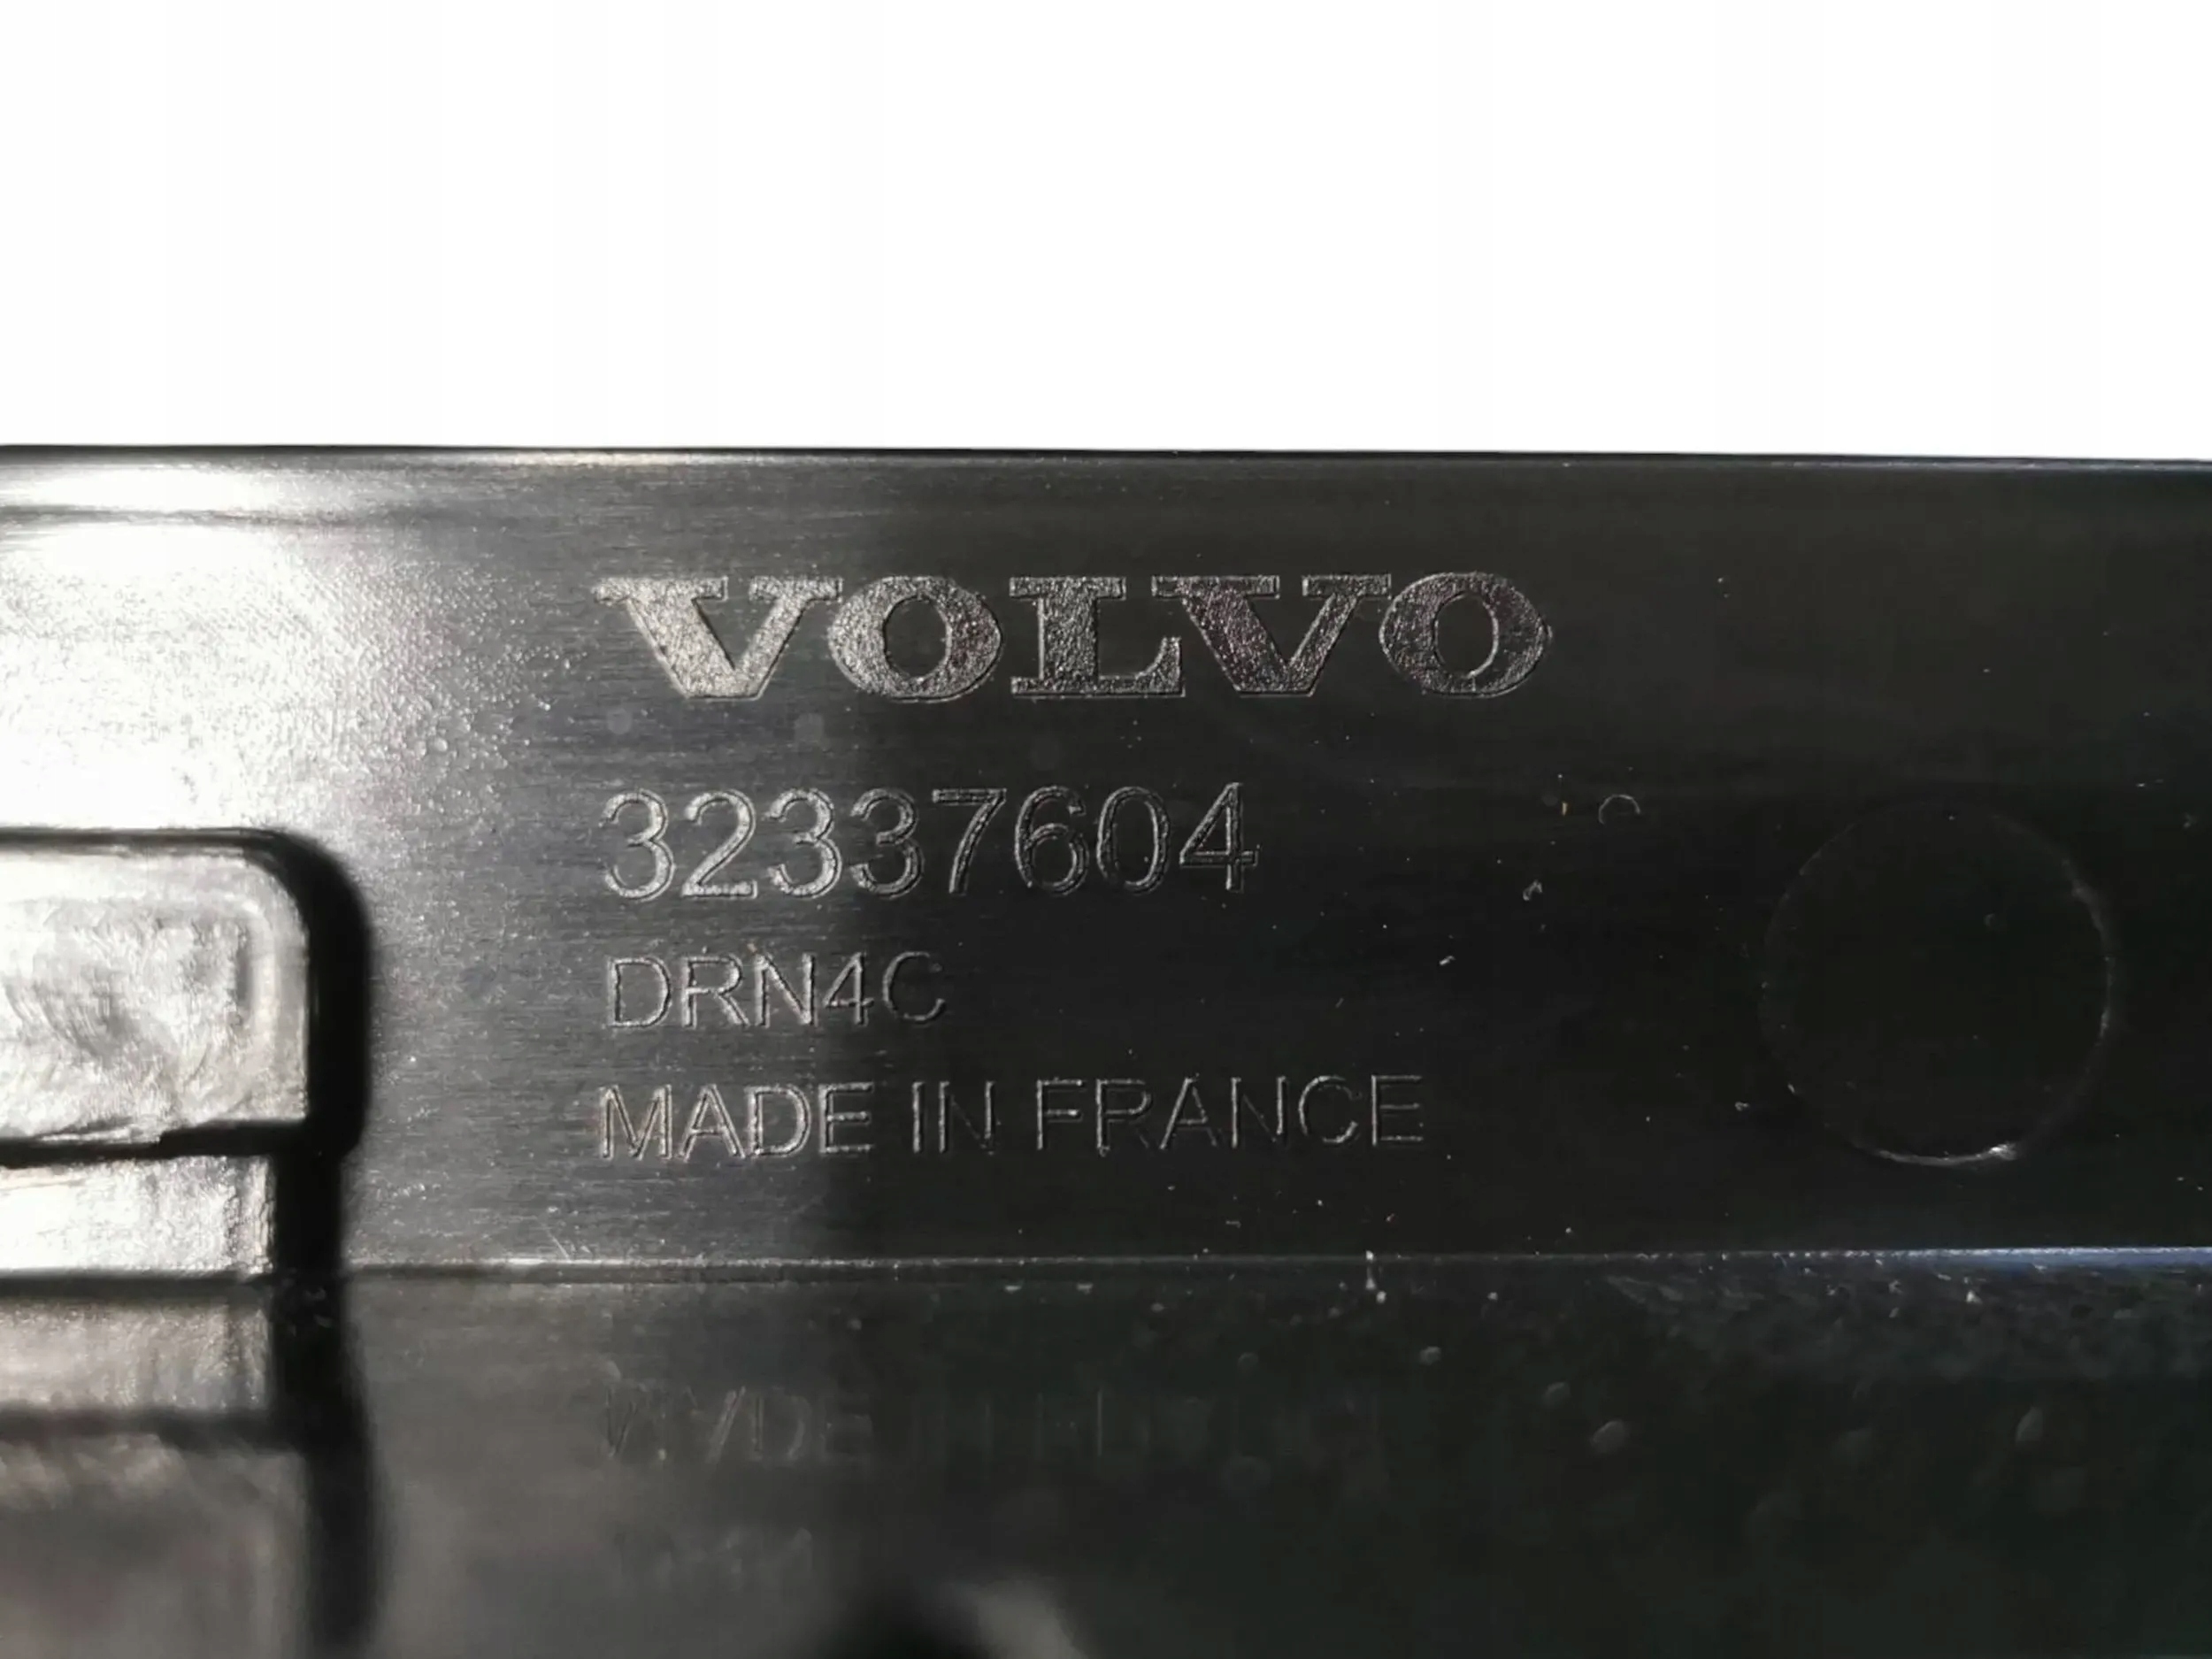 VOLVO
32337604
DRN4C
MADE IN FRANCE